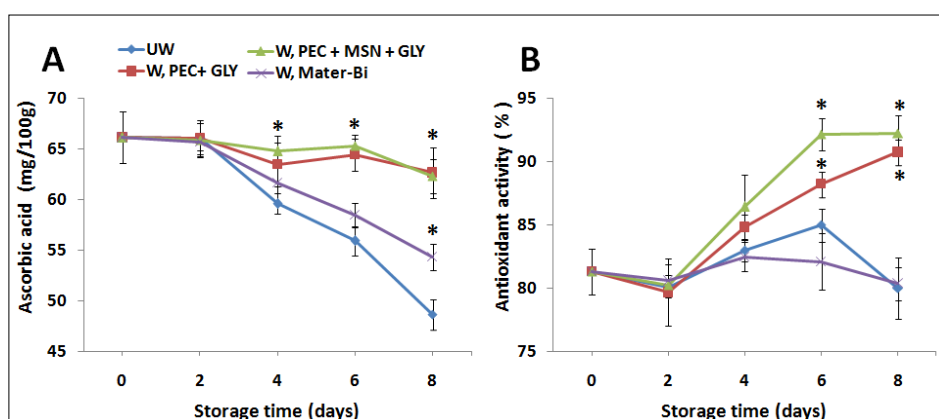 A
UW
W, PEC+ GLY
W, PEC + MSN + GLY
W, Mater-Bi
Ascorbic acid (mg/100g)
70
65
60
55
50
45
* * *
*
0 2 4 6 8
Storage time (days)
B
Antioxidant activity ( % )
95
90
85
80
75
* *
* *
0 2 4 6 8
Storage time (days)